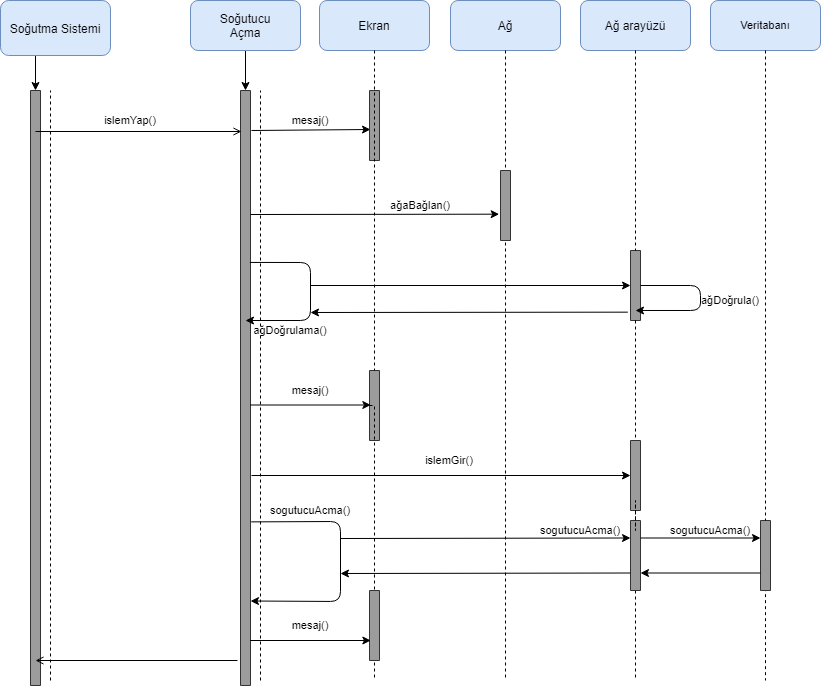 Soğutma Sistemi
Soğutucu
Açma
Ekran
Ağ
Ağ arayüzü
Veritabanı
islemYap()
mesaj()
ağaBağlan()
ağDoğrula()
ağDoğrulama()
mesaj()
islemGir()
sogutucuAcma()
sogutucuAcma()
sogutucuAcma()
mesaj()